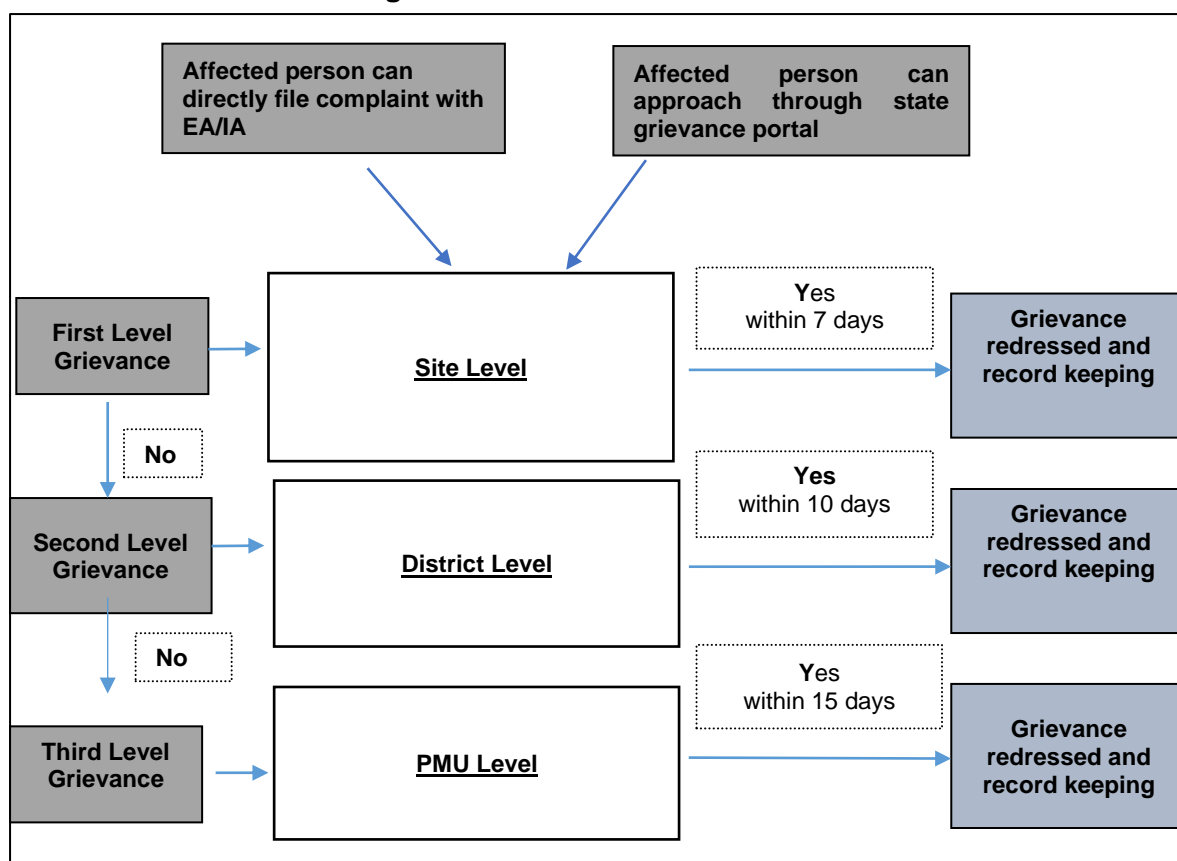 Affected person can
directly file complaint with
EA/IA
Affected person can
approach through state
grievance portal
First Level
Grievance
Site Level
Yes
within 7 days
Grievance
redressed and
record keeping
No
Second Level
Grievance
District Level
Yes
within 10 days
Grievance
redressed and
record keeping
No
Third Level
Grievance
PMU Level
Yes
within 15 days
Grievance
redressed and
record keeping